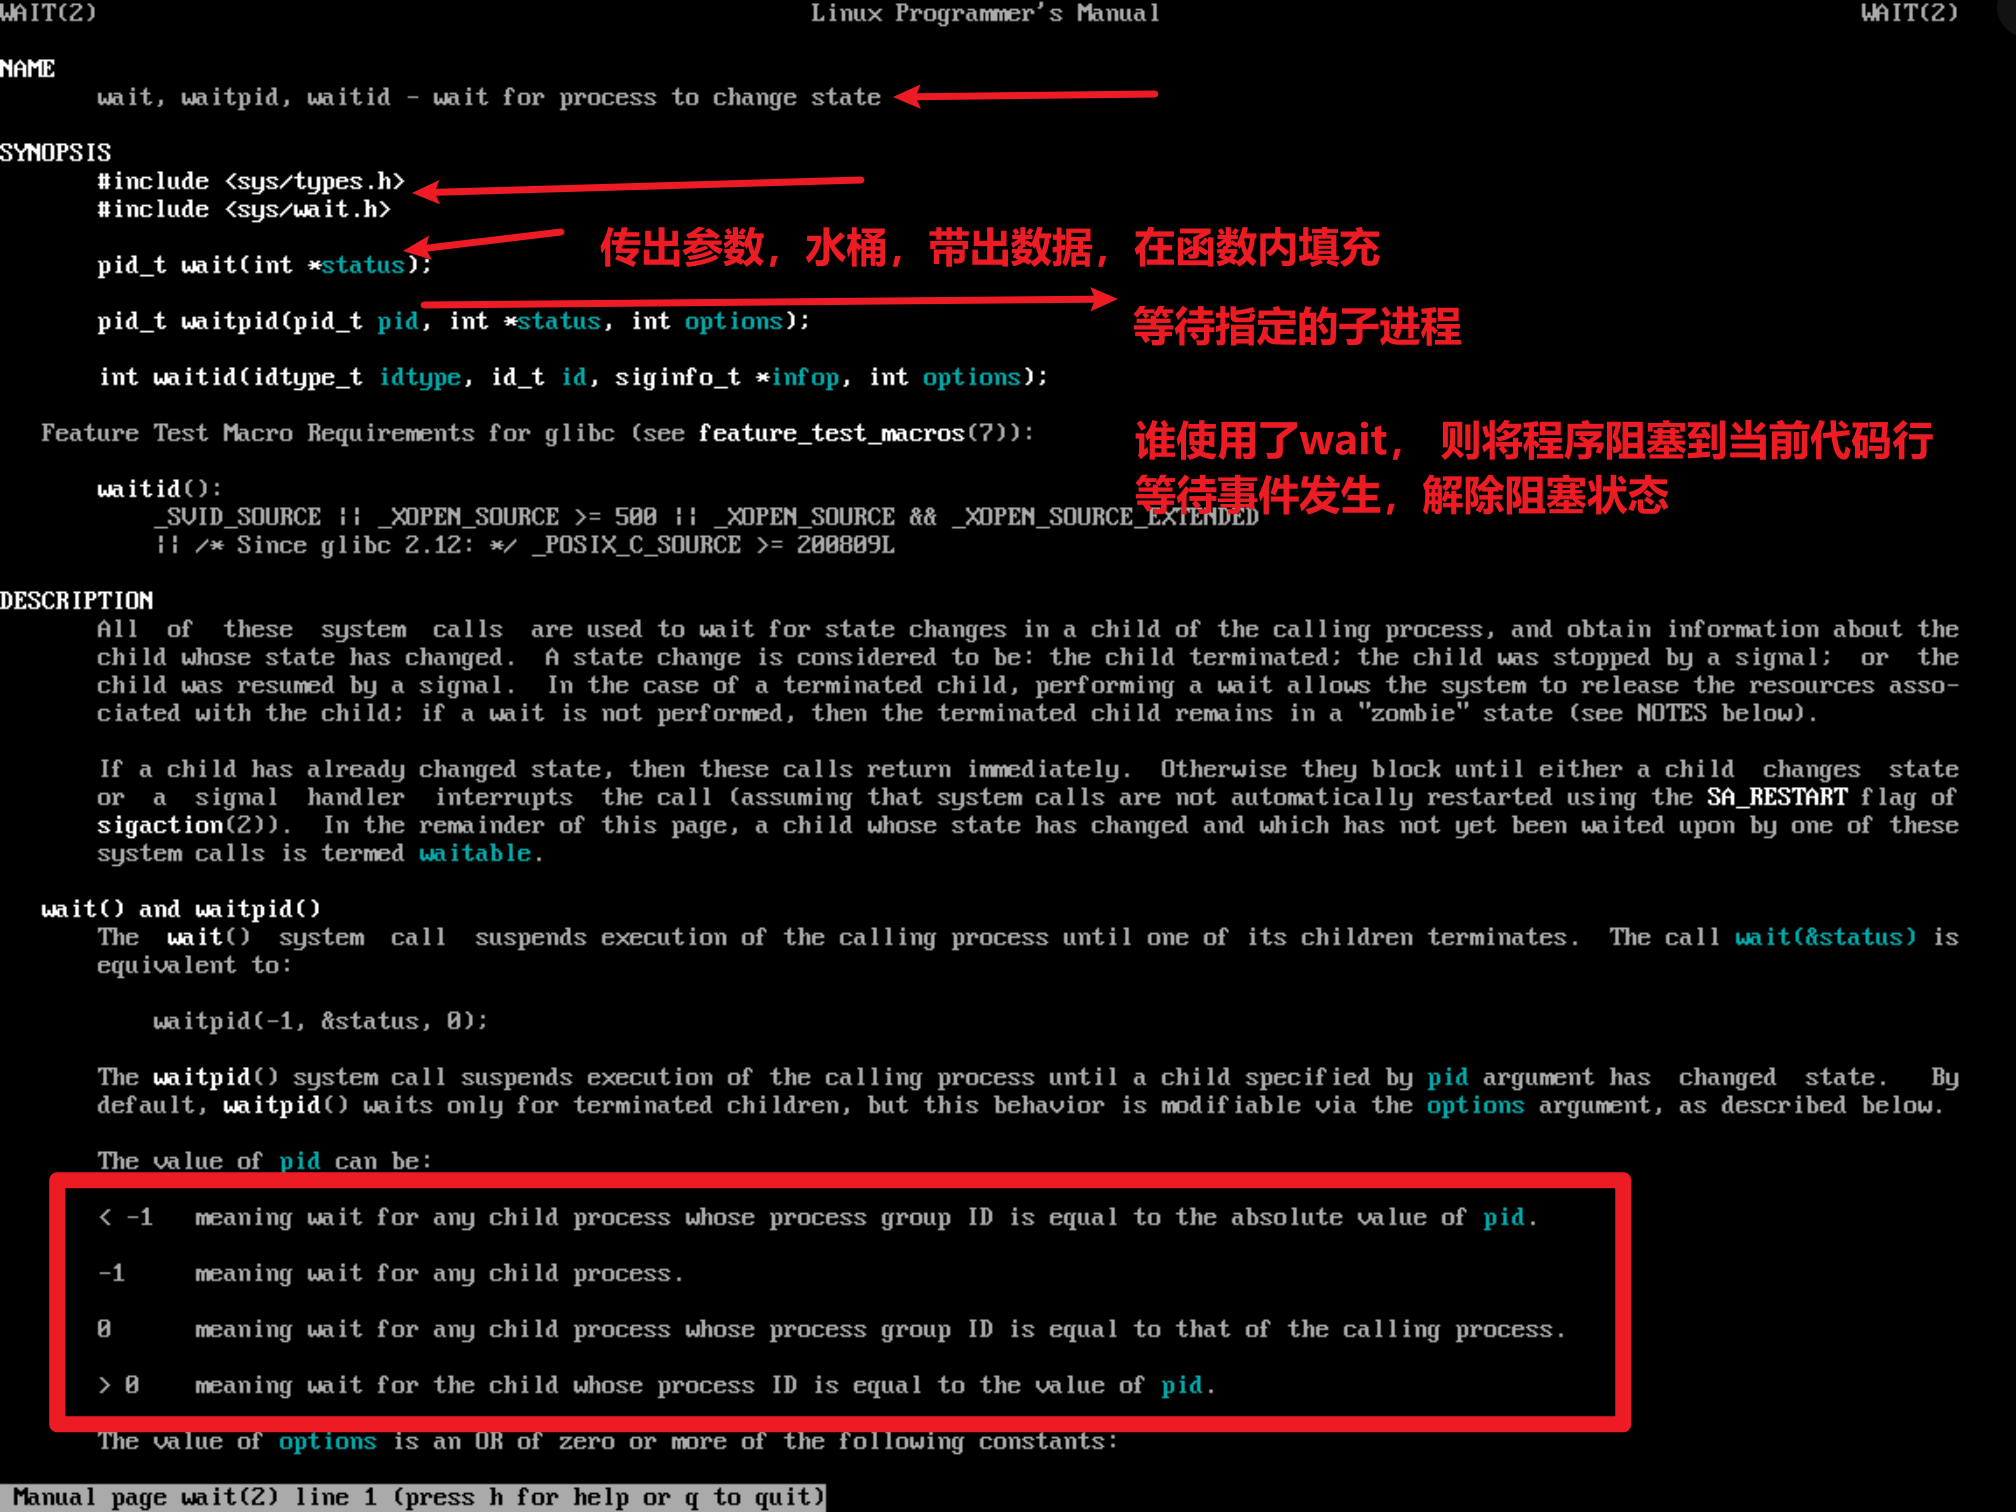 WAIT(2) Linux Programmer's Manual WAIT(2)
NAME
wait, waitpid, waitid - wait for process to change state
SYNOPSIS
#include <sys/types.h>
#include <sys/wait.h>
传出参数，水桶，带出数据，在函数内填充
pid_t wait(int *status);
pid_t waitpid(pid_t pid, int *status, int options);
等待指定的子进程
int waitid(idtype_t idtype, id_t id, siginfo_t *infop, int options);
Feature Test Macro Requirements for glibc (see feature_test_macros(7)):
谁使用了wait， 则将程序阻塞到当前代码行
等待事件发生，解除阻塞状态
waitid():
_SVID_SOURCE || _XOPEN_SOURCE >= 500 || _XOPEN_SOURCE && _XOPEN_SOURCE_EXTENDED
|| /* Since glibc 2.12: */ _POSIX_C_SOURCE >= 200809L
DESCRIPTION
All of these system calls are used to wait for state changes in a child of the calling process, and obtain information about the
child whose state has changed. A state change is considered to be: the child terminated; the child was stopped by a signal; or the
child was resumed by a signal. In the case of a terminated child, performing a wait allows the system to release the resources asso-
ciated with the child; if a wait is not performed, then the terminated child remains in a "zombie" state (see NOTES below).
If a child has already changed state, then these calls return immediately. Otherwise they block until either a child changes state
or a signal handler interrupts the call (assuming that system calls are not automatically restarted using the SA_RESTART flag of
sigaction(2)). In the remainder of this page, a child whose state has changed and which has not yet been waited upon by one of these
system calls is termed waitable.
wait() and waitpid()
The wait() system call suspends execution of the calling process until one of its children terminates. The call wait(&status) is
equivalent to:
waitpid(-1, &status, 0);
The waitpid() system call suspends execution of the calling process until a child specified by pid argument has changed state. By
default, waitpid() waits only for terminated children, but this behavior is modifiable via the options argument, as described below.
The value of pid can be:
< -1 meaning wait for any child process whose process group ID is equal to the absolute value of pid.
-1 meaning wait for any child process.
0 meaning wait for any child process whose process group ID is equal to that of the calling process.
> 0 meaning wait for the child whose process ID is equal to the value of pid.
The value of options is an OR of zero or more of the following constants:
Manual page wait(2) line 1 (press h for help or q to quit)